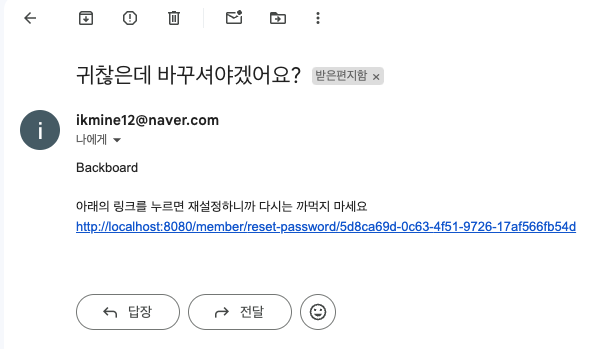 귀찮은데 바꾸셔야겠어요? 받은편지함 ×
i
ikmine12@naver.com
나에게
Backboard
아래의 링크를 누르면 재설정하니까 다시는 까먹지 마세요
http://localhost:8080/member/reset-password/5d8ca69d-0c63-4f51-9726-17af566fb54d
답장 전달